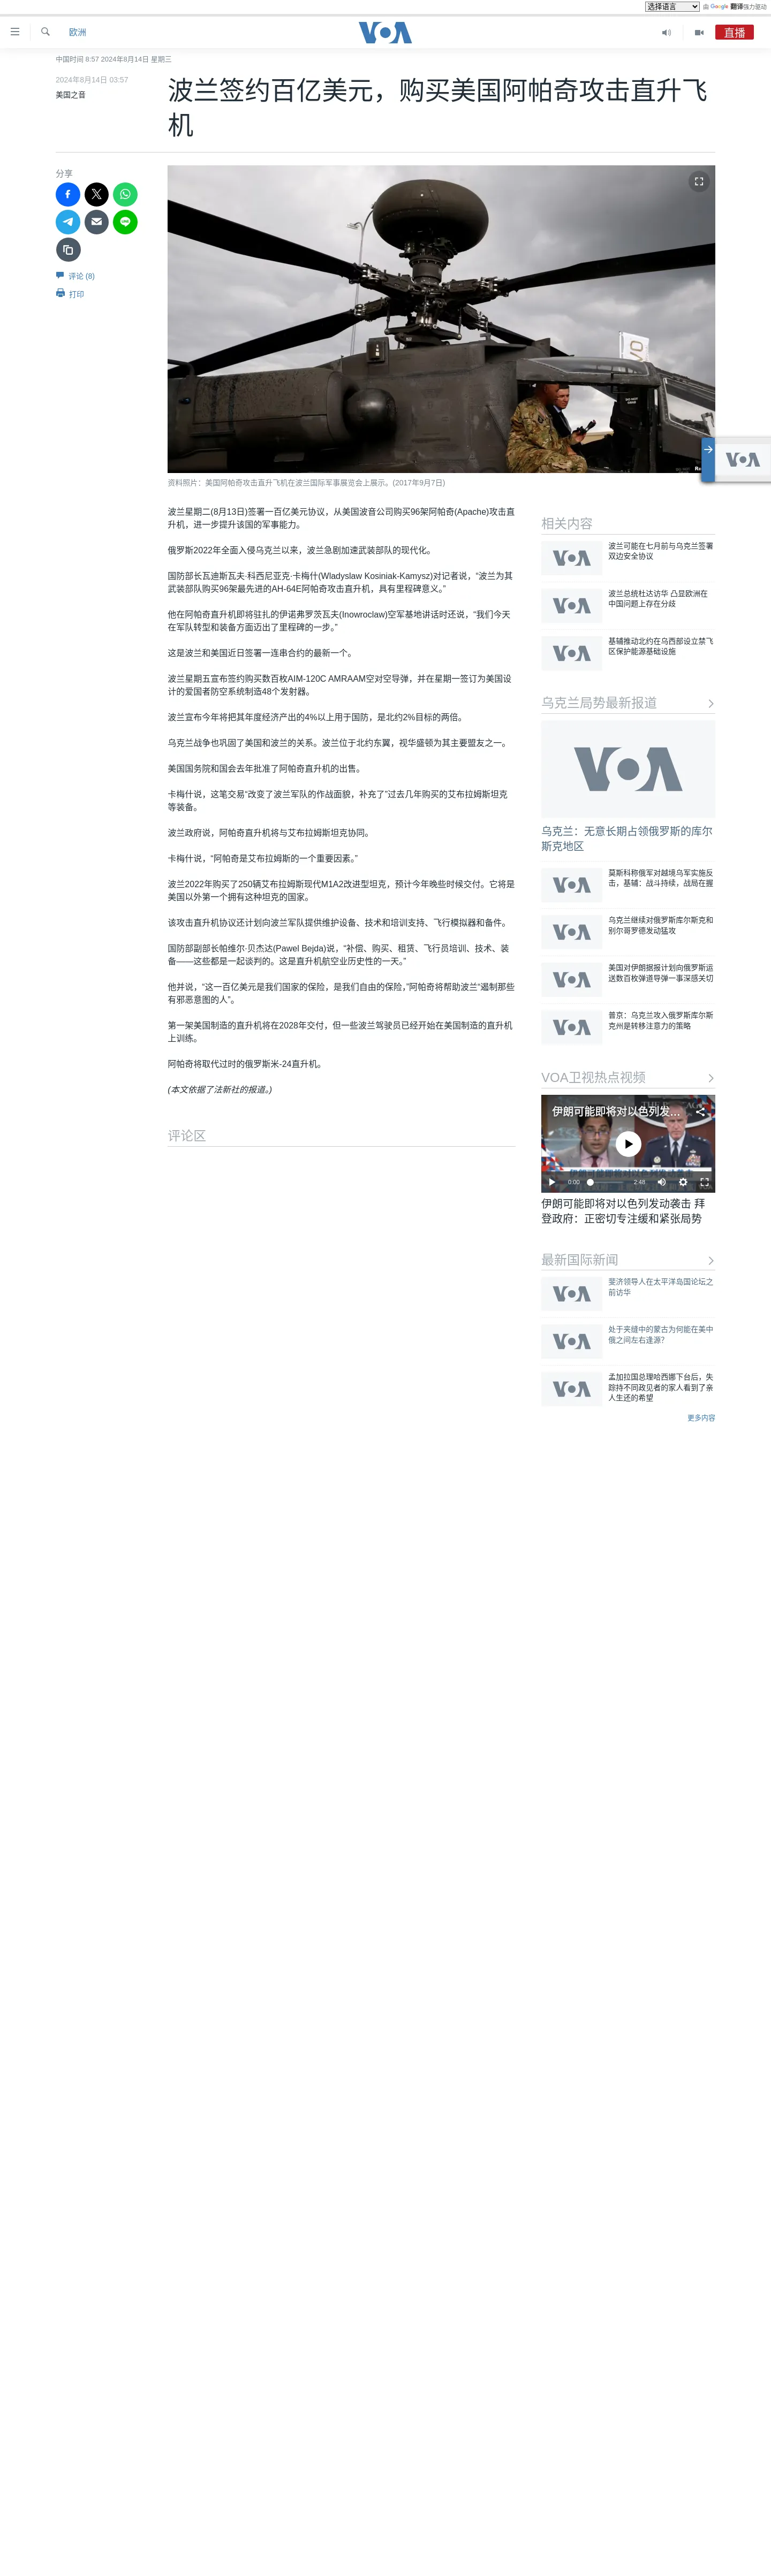 选择语言
由 Google 翻译强力驱动
欧洲
VOA
直播
中国时间 8:57 2024年8月14日 星期三
2024年8月14日 03:57
美国之音
波兰签约百亿美元，购买美国阿帕奇攻击直升飞
机
分享
评论 (8)
打印
资料照片：美国阿帕奇攻击直升飞机在波兰国际军事展览会上展示。(2017年9月7日)
波兰星期二(8月13日)签署一百亿美元协议，从美国波音公司购买96架阿帕奇(Apache)攻击直
升机，进一步提升该国的军事能力。
俄罗斯2022年全面入侵乌克兰以来，波兰急剧加速武装部队的现代化。
国防部长瓦迪斯瓦夫·科西尼亚克·卡梅什(Wladyslaw Kosiniak-Kamysz)对记者说，“波兰为其
武装部队购买96架最先进的AH-64E阿帕奇攻击直升机，具有里程碑意义。”
他在阿帕奇直升机即将驻扎的伊诺弗罗茨瓦夫(Inowroclaw)空军基地讲话时还说，“我们今天
在军队转型和装备方面迈出了里程碑的一步。”
这是波兰和美国近日签署一连串合约的最新一个。
波兰星期五宣布签约购买数百枚AIM-120C AMRAAM空对空导弹，并在星期一签订为美国设
计的爱国者防空系统制造48个发射器。
波兰宣布今年将把其年度经济产出的4%以上用于国防，是北约2%目标的两倍。
乌克兰战争也巩固了美国和波兰的关系。波兰位于北约东翼，视华盛顿为其主要盟友之一。
美国国务院和国会去年批准了阿帕奇直升机的出售。
卡梅什说，这笔交易“改变了波兰军队的作战面貌，补充了”过去几年购买的艾布拉姆斯坦克
等装备。
波兰政府说，阿帕奇直升机将与艾布拉姆斯坦克协同。
卡梅什说，“阿帕奇是艾布拉姆斯的一个重要因素。”
波兰2022年购买了250辆艾布拉姆斯现代M1A2改进型坦克，预计今年晚些时候交付。它将是
美国以外第一个拥有这种坦克的国家。
该攻击直升机协议还计划向波兰军队提供维护设备、技术和培训支持、飞行模拟器和备件。
国防部副部长帕维尔·贝杰达(Pawel Bejda)说，“补偿、购买、租赁、飞行员培训、技术、装
备——这些都是一起谈判的。这是直升机航空业历史性的一天。”
他并说，“这一百亿美元是我们国家的保险，是我们自由的保险，”阿帕奇将帮助波兰“遏制那些
有邪恶意图的人”。
第一架美国制造的直升机将在2028年交付，但一些波兰驾驶员已经开始在美国制造的直升机
上训练。
阿帕奇将取代过时的俄罗斯米-24直升机。
(本文依据了法新社的报道。)
评论区
VOA
相关内容
VOA
波兰可能在七月前与乌克兰签署
双边安全协议
VOA
波兰总统杜达访华 凸显欧洲在
中国问题上存在分歧
VOA
基辅推动北约在乌西部设立禁飞
区保护能源基础设施
乌克兰局势最新报道
VOA
乌克兰：无意长期占领俄罗斯的库尔
斯克地区
VOA
莫斯科称俄军对越境乌军实施反
击，基辅：战斗持续，战局在握
VOA
乌克兰继续对俄罗斯库尔斯克和
别尔哥罗德发动猛攻
VOA
美国对伊朗据报计划向俄罗斯运
送数百枚弹道导弹一事深感关切
VOA
普京：乌克兰攻入俄罗斯库尔斯
克州是转移注意力的策略
VOA卫视热点视频
伊朗可能即将对以色列发...
0:00
2:48
伊朗可能即将对以色列发动袭击 拜
登政府：正密切专注缓和紧张局势
最新国际新闻
VOA
斐济领导人在太平洋岛国论坛之
前访华
VOA
处于夹缝中的蒙古为何能在美中
俄之间左右逢源？
VOA
孟加拉国总理哈西娜下台后，失
踪持不同政见者的家人看到了亲
人生还的希望
更多内容